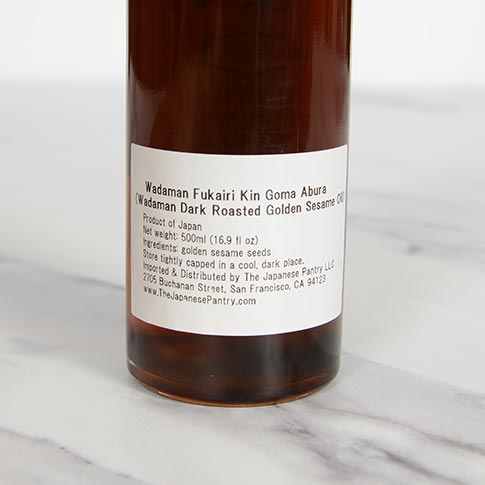 Wadaman Fukairi Kin Goma Abura
(Wadaman Dark Roasted Golden Sesame Oil)
Product of Japan
Net weight: 500ml (16.9 fl oz)
Ingredients: golden sesame seeds
Store tightly capped in a cool, dark place.
Imported & Distributed by The Japanese Pantry LLC
2705 Buchanan Street, San Francisco, CA 94123
www.TheJapanesePantry.com